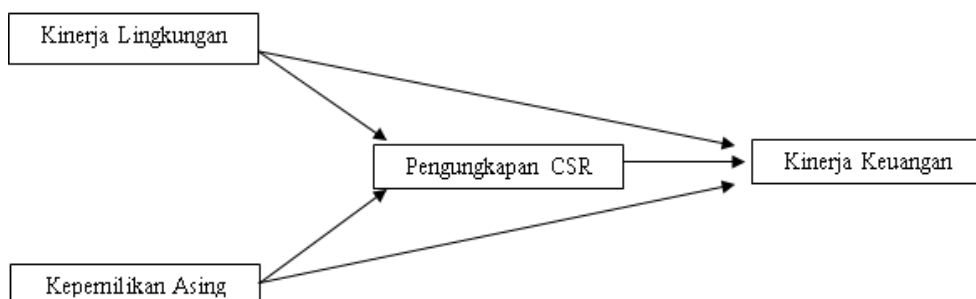 Kinerja Lingkungan
Pengungkapan CSR
Kinerja Keuangan
Kepemilikan Asing